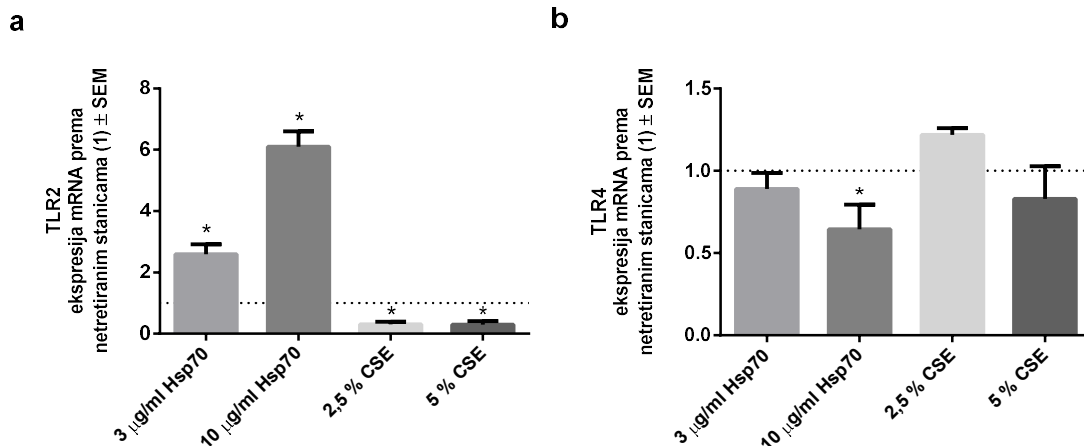 a
TLR2
ekspresija mRNA prema
netretiranim stanicama (1) ± SEM
8
6
4
2
0
*
*
*
*
3 μg/ml Hsp70
10 μg/ml Hsp70
2,5 % CSE
5 % CSE
b
TLR4
ekspresija mRNA prema
netretiranim stanicama (1) ± SEM
1.5
1.0
0.5
0.0
*
3 μg/ml Hsp70
10 μg/ml Hsp70
2,5 % CSE
5 % CSE